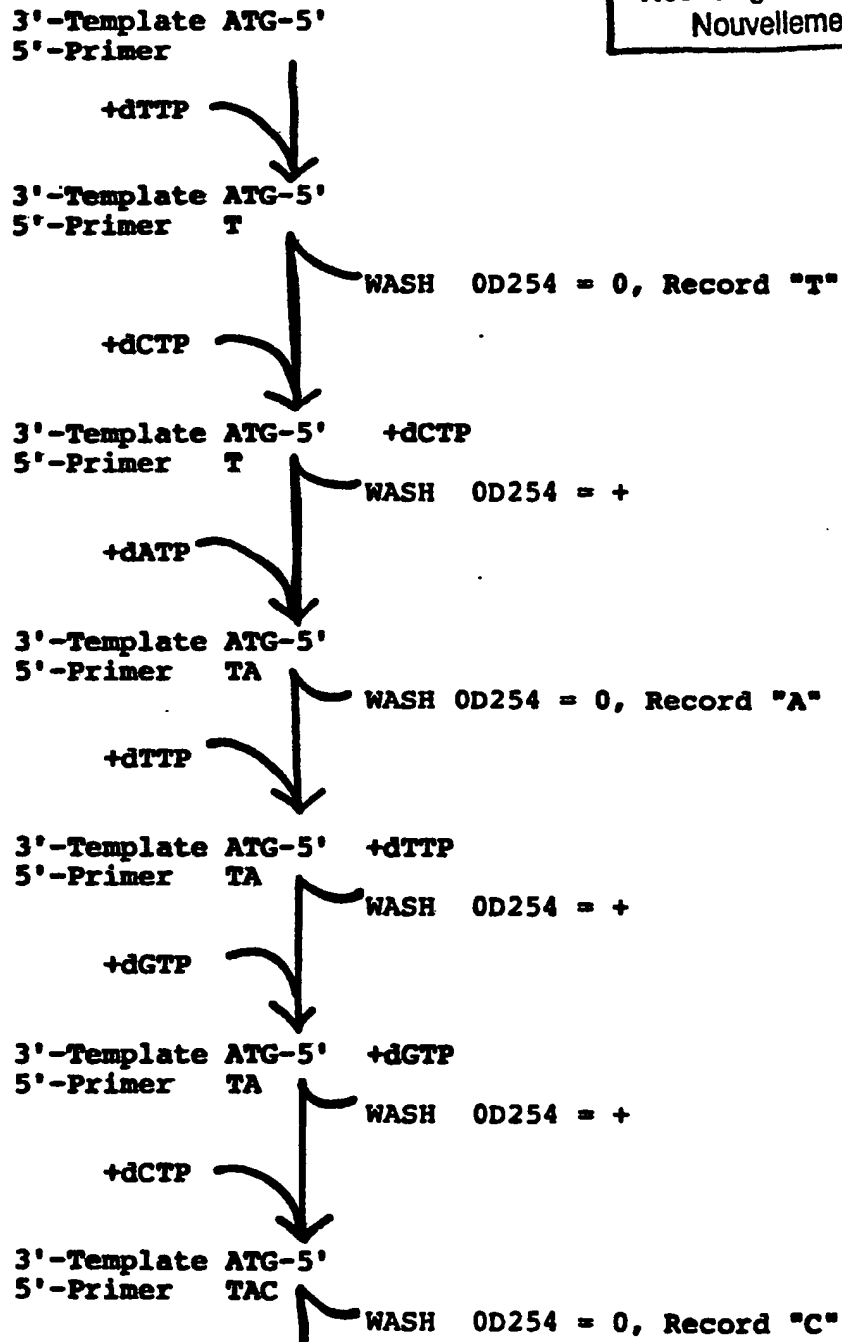 Nouvelleme
3'-Template ATG-5'
5'-Primer
+dTTP
3'-Template ATG-5'
5'-Primer T
WASH OD254 = 0, Record "T"
+dCTP
3'-Template ATG-5' +dCTP
5'-Primer T
WASH OD254 = +
+dATP
3'-Template ATG-5'
5'-Primer TA
WASH OD254 = 0, Record "A"
+dTTP
3'-Template ATG-5' +dTTP
5'-Primer TA
WASH OD254 = +
+dGTP
3'-Template ATG-5' +dGTP
5'-Primer TA
WASH OD254 = +
+dCTP
3'-Template ATG-5'
5'-Primer TAC
WASH OD254 = 0, Record "C"